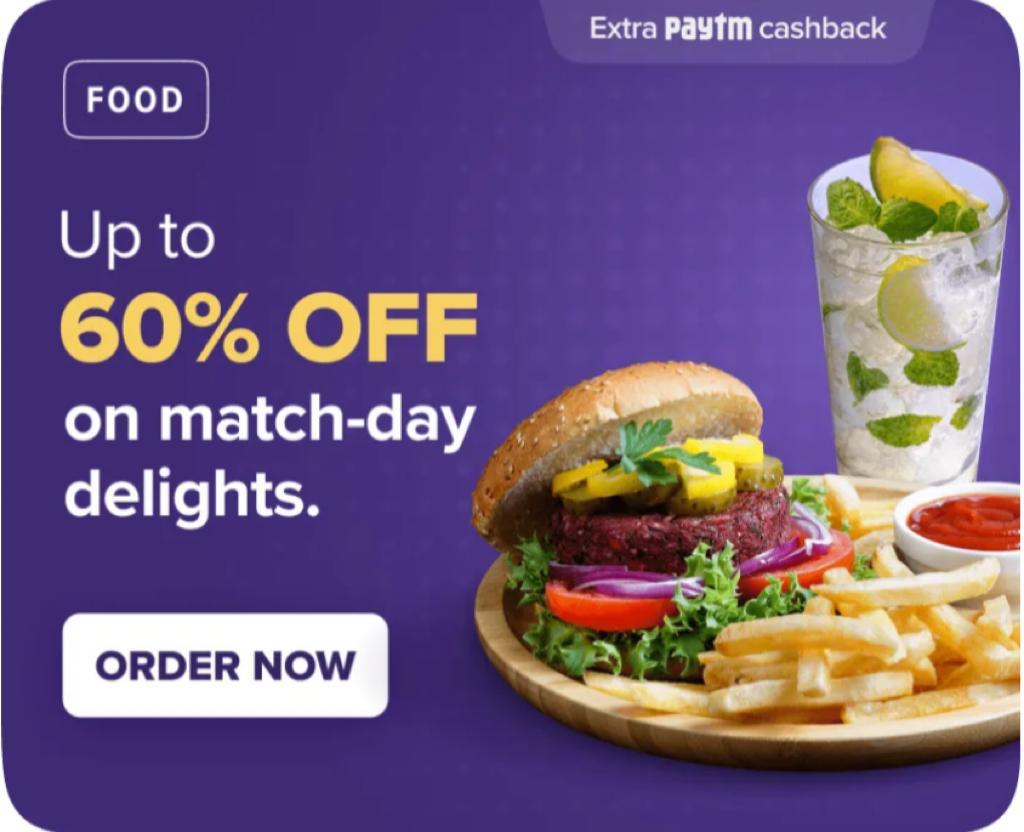 Extra Paytm cashback
FOOD
Up to
60% OFF
on match-day
delights.
ORDER NOW